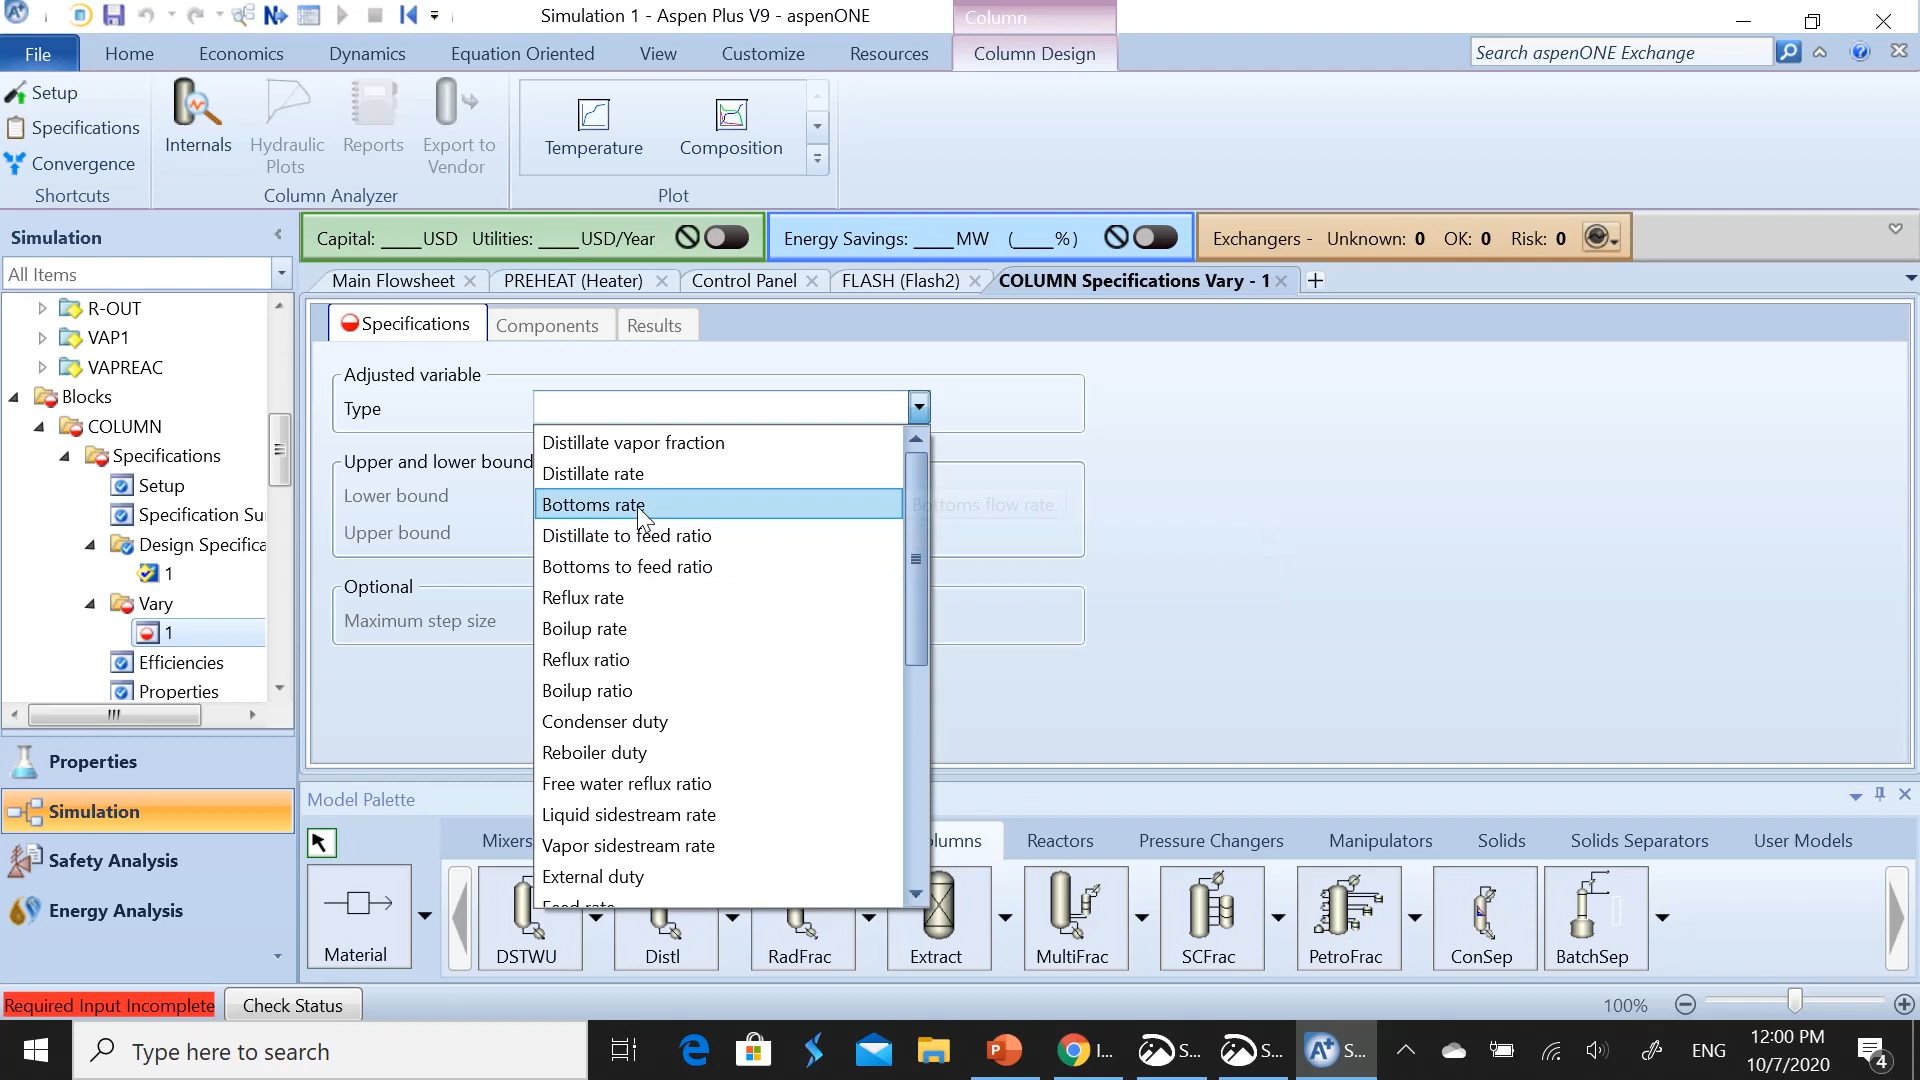 Simulation 1 - Aspen Plus V9 - aspenONE
Column
File
Home
Economics
Dynamics
Equation Oriented
View
Customize
Resources
Column Design
Search aspenONE Exchange
Setup
Specifications
Convergence
Shortcuts
Internals
Hydraulic
Plots
Reports
Export to
Vendor
Column Analyzer
Temperature
Composition
Plot
Simulation
All Items
Capital: ____USD Utilities: ____USD/Year
Energy Savings: ____MW (____%)
Exchangers - Unknown: 0 OK: 0 Risk: 0
Main Flowsheet
PREHEAT (Heater)
Control Panel
FLASH (Flash2)
COLUMN Specifications Vary - 1
R-OUT
VAP1
VAPREAC
Blocks
COLUMN
Specifications
Setup
Specification Su
Design Specifica
1
Vary
1
Efficiencies
Properties
Specifications
Components
Results
Adjusted variable
Type
Upper and lower bound
Lower bound
Upper bound
Optional
Maximum step size
Distillate vapor fraction
Distillate rate
Bottoms rate
Bottoms flow rate.
Distillate to feed ratio
Bottoms to feed ratio
Reflux rate
Boilup rate
Reflux ratio
Boilup ratio
Condenser duty
Reboiler duty
Free water reflux ratio
Liquid sidestream rate
Vapor sidestream rate
External duty
Feed rate
Properties
Simulation
Safety Analysis
Energy Analysis
Model Palette
Mixers
lumns
Reactors
Pressure Changers
Manipulators
Solids
Solids Separators
User Models
Material
DSTWU
Distl
RadFrac
Extract
MultiFrac
SCFrac
PetroFrac
ConSep
BatchSep
Required Input Incomplete
Check Status
100%
Type here to search
I...
S...
S...
S...
ENG
12:00 PM
10/7/2020
4